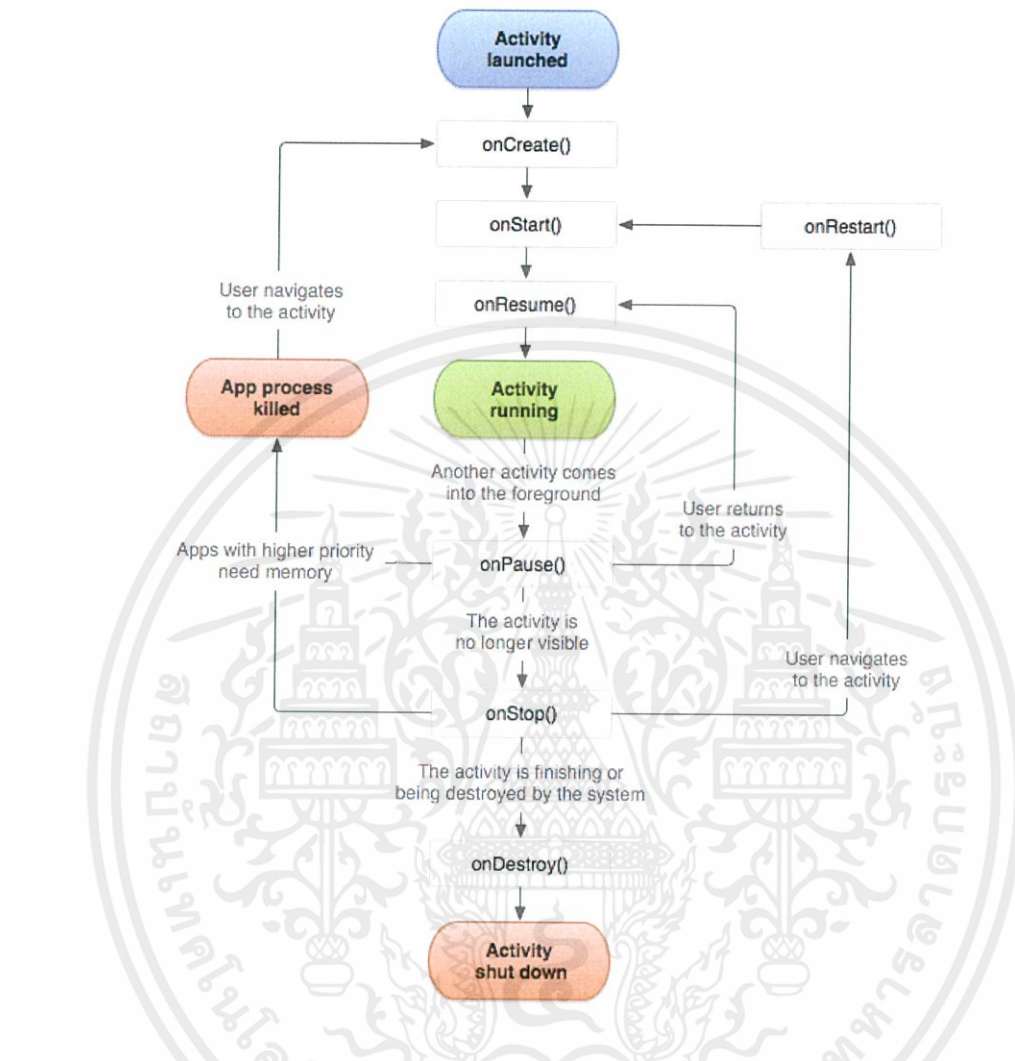 Activity
launched
onCreate()
onStart()
onRestart()
User navigates
to the activity
onResume()
App process
killed
Activity
running
Another activity comes
into the foreground
User returns
to the activity
Apps with higher priority
need memory
onPause()
The activity is
no longer visible
User navigates
to the activity
onStop()
The activity is finishing or
being destroyed by the system
onDestroy()
Activity
shut down